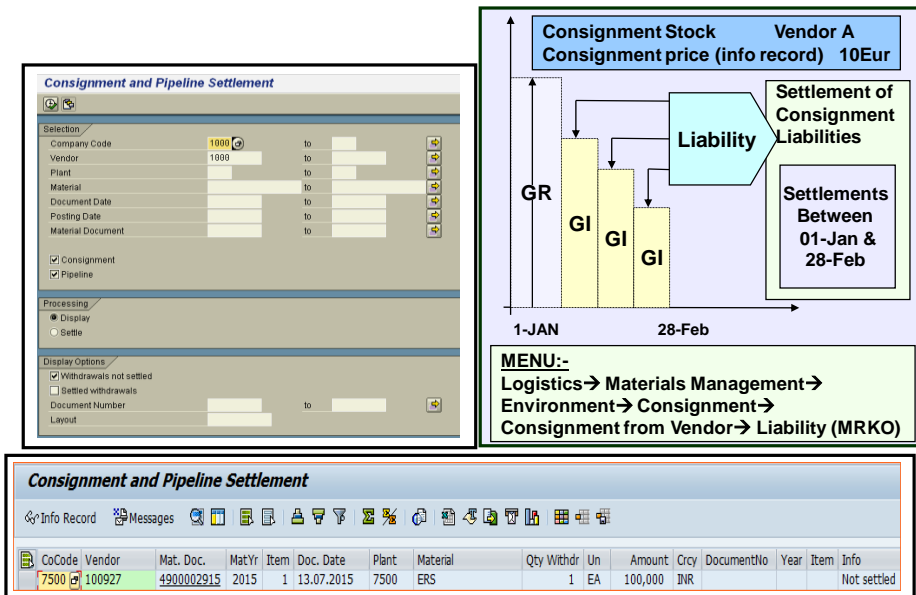 Consignment and Pipeline Settlement
Selection
Company Code 1000 to
Vendor 1000 to
Plant to
Material to
Document Date to
Posting Date to
Material Document to
Consignment
Pipeline
Processing
Display
Settle
Display Options
Withdrawals not settled
Settled withdrawals
Document Number to
Layout
Consignment Stock Vendor A
Consignment price (info record) 10Eur
Settlement of
Consignment
Liabilities
Liability
GR
GI
GI
GI
Settlements
Between
01-Jan &
28-Feb
1-JAN 28-Feb
MENU:-
Logistics→ Materials Management→
Environment→ Consignment→
Consignment from Vendor→ Liability (MRKO)
Consignment and Pipeline Settlement
Info Record Messages
CoCode Vendor Mat. Doc. MatYr Item Doc. Date Plant Material Qty Withdr Un Amount Crcy DocumentNo Year Item Info
7500 100927 4900002915 2015 1 13.07.2015 7500 ERS 1 EA 100,000 INR Not settled